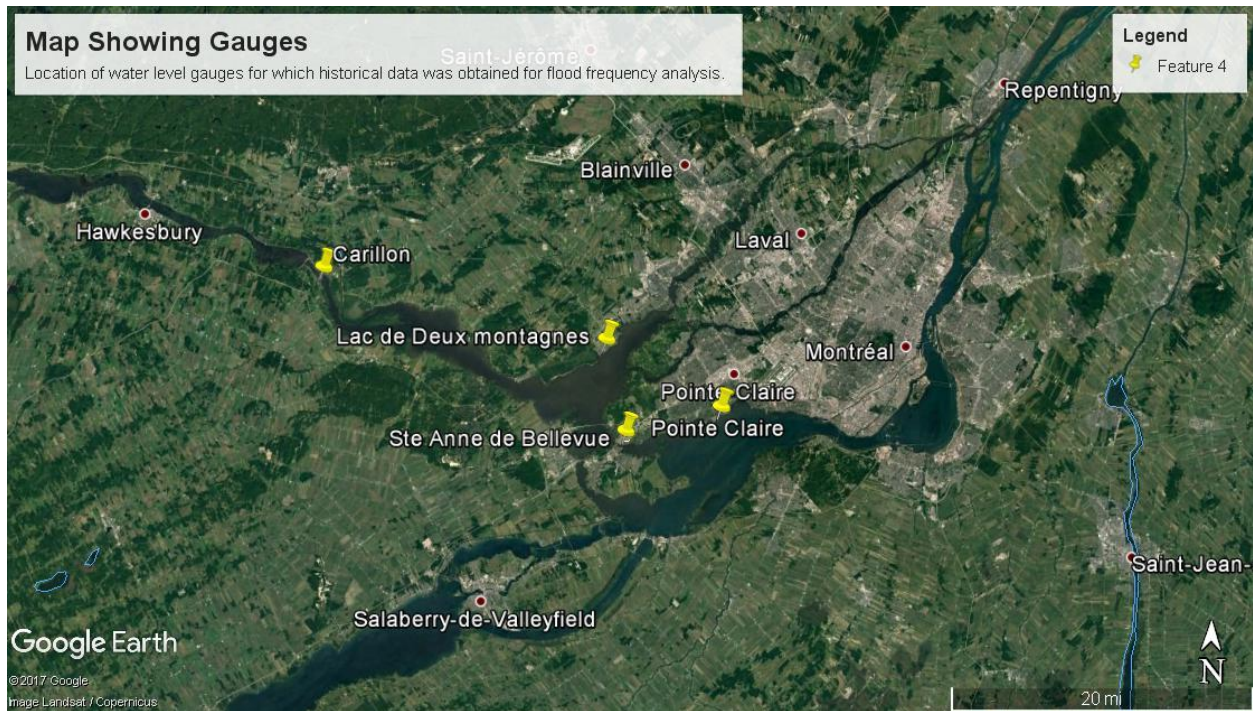 Map Showing Gauges
Saint-Jérôme
Location of water level gauges for which historical data was obtained for flood frequency analysis.
Legend
Feature 4
Repentigny
Blainville
Hawkesbury
Laval
Carillon
Lac de Deux montagnes
Montréal
Pointe Claire
Pointe Claire
Ste Anne de Bellevue
Saint-Jean-
Salaberry-de-Valleyfield
Google Earth
©2017 Google
Image Landsat / Copernicus
N
20 mi